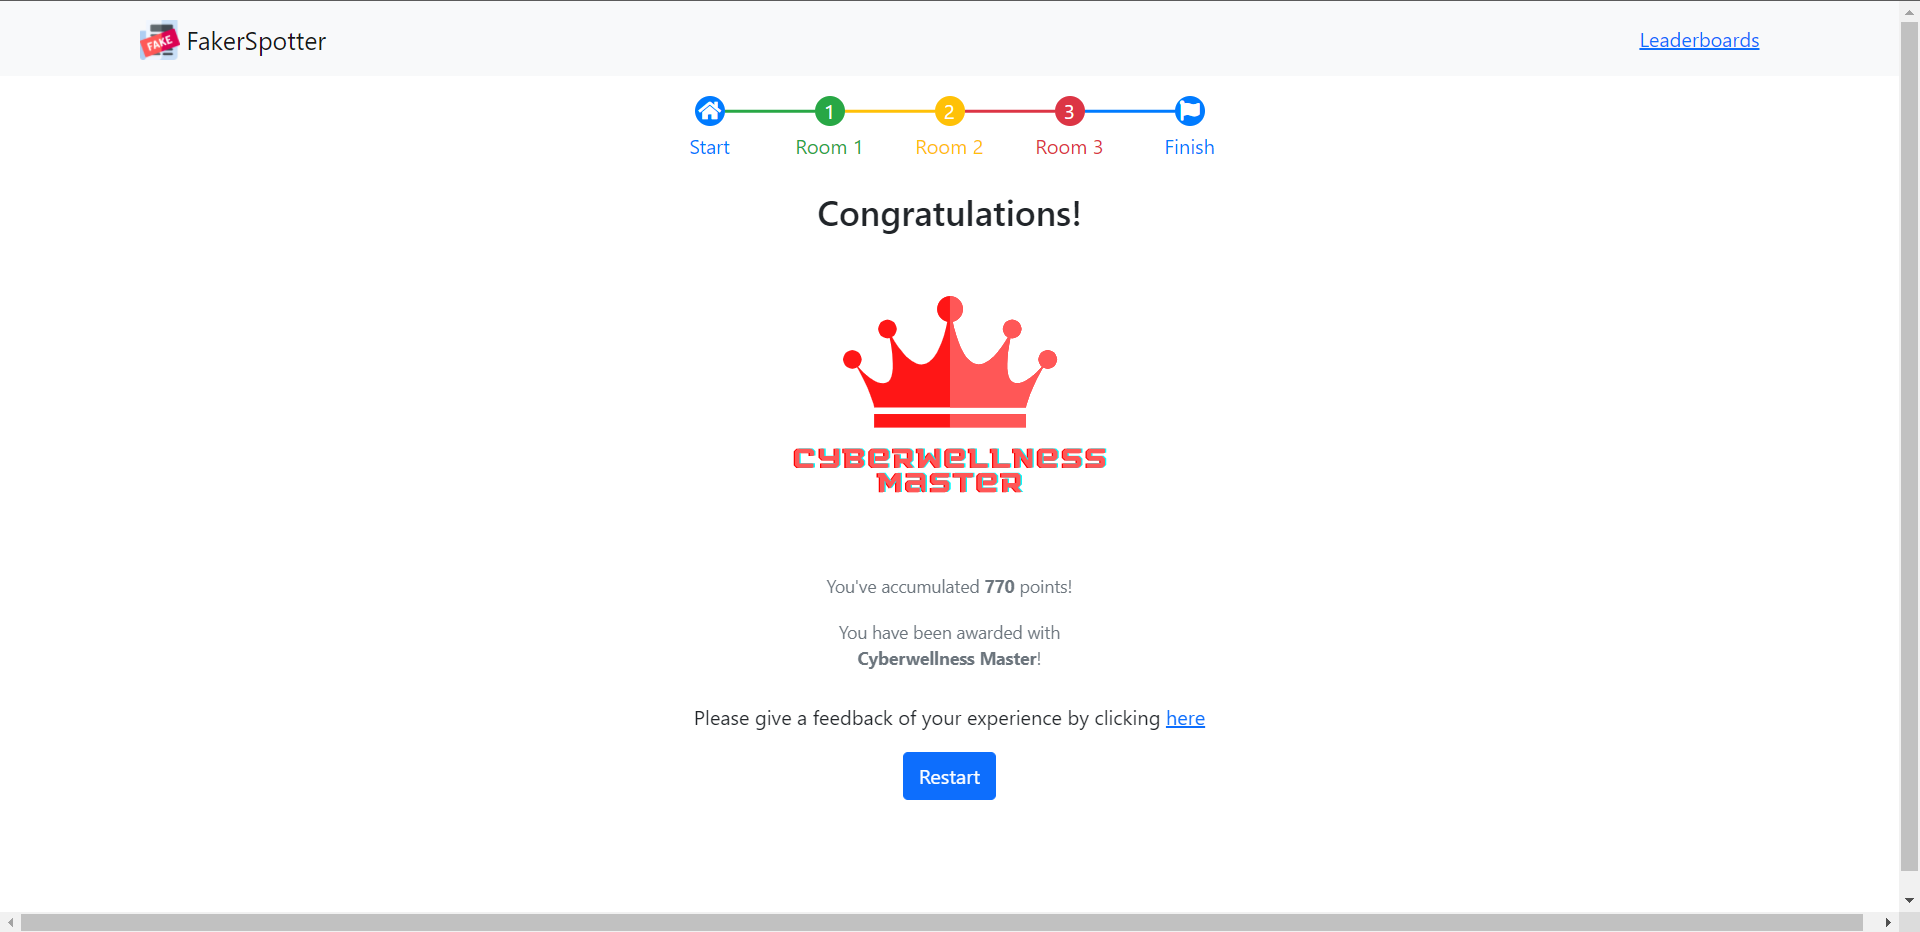 FAKE FakerSpotter
Leaderboards
1
2
3
Start
Room 1
Room 2
Room 3
Finish
Congratulations!
CYBERWELLNESS
MASTER
You've accumulated 770 points!
You have been awarded with
Cyberwellness Master!
Please give a feedback of your experience by clicking here
Restart